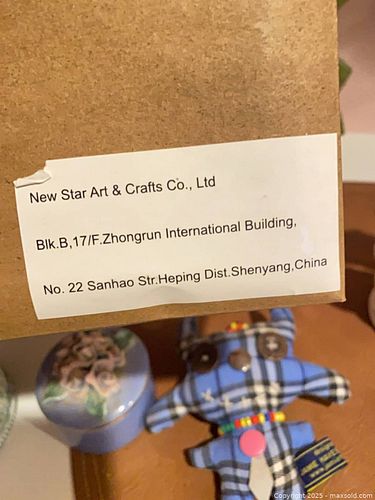 New Star Art & Crafts Co., Ltd
Blk.B,17/F.Zhongrun International Building,
No. 22 Sanhao Str.Heping Dist.Shenyang,China
Copyright 2025 - maxsold.com